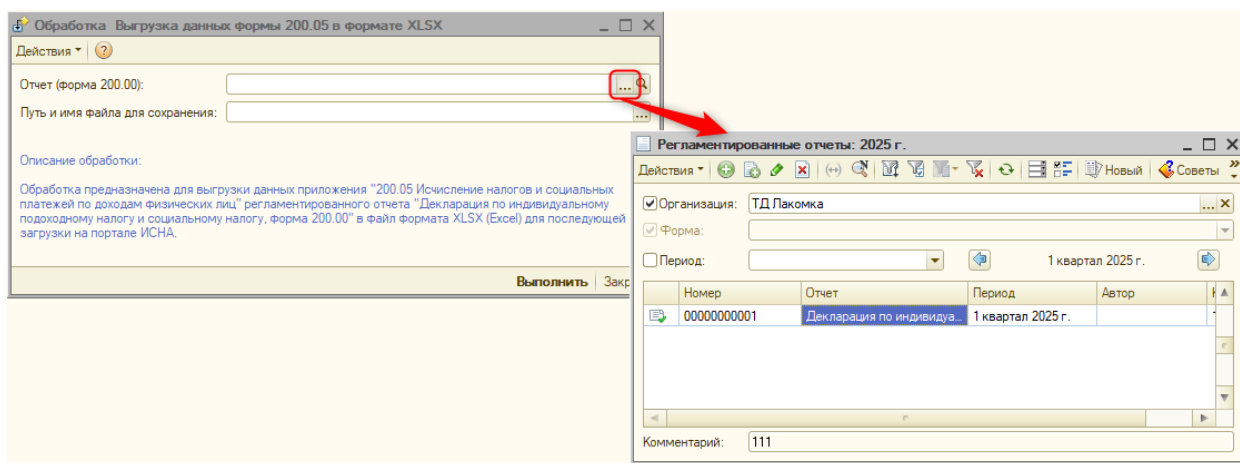 Обработка Выгрузка данных формы 200.05 в формате XLSX
Действия
Отчет (форма 200.00):
Путь и имя файла для сохранения:
Описание обработки:
Обработка предназначена для выгрузки данных приложения "200.05 Исчисление налогов и социальных
платежей по доходам физических лиц" регламентированного отчета "Декларация по индивидуальному
подоходному налогу и социальному налогу, форма 200.00" в файл формата XLSX (Excel) для последующей
загрузки на портале ИСНА.
Выполнить Закр
Регламентированные отчеты: 2025 г.
Действия Новый Советы
Организация: ТД Лакомка
Форма:
Период: 1 квартал 2025 г.
Номер Отчет Период Автор
00000000001 Декларация по индивидуа... 1 квартал 2025 г.
Комментарий: 111